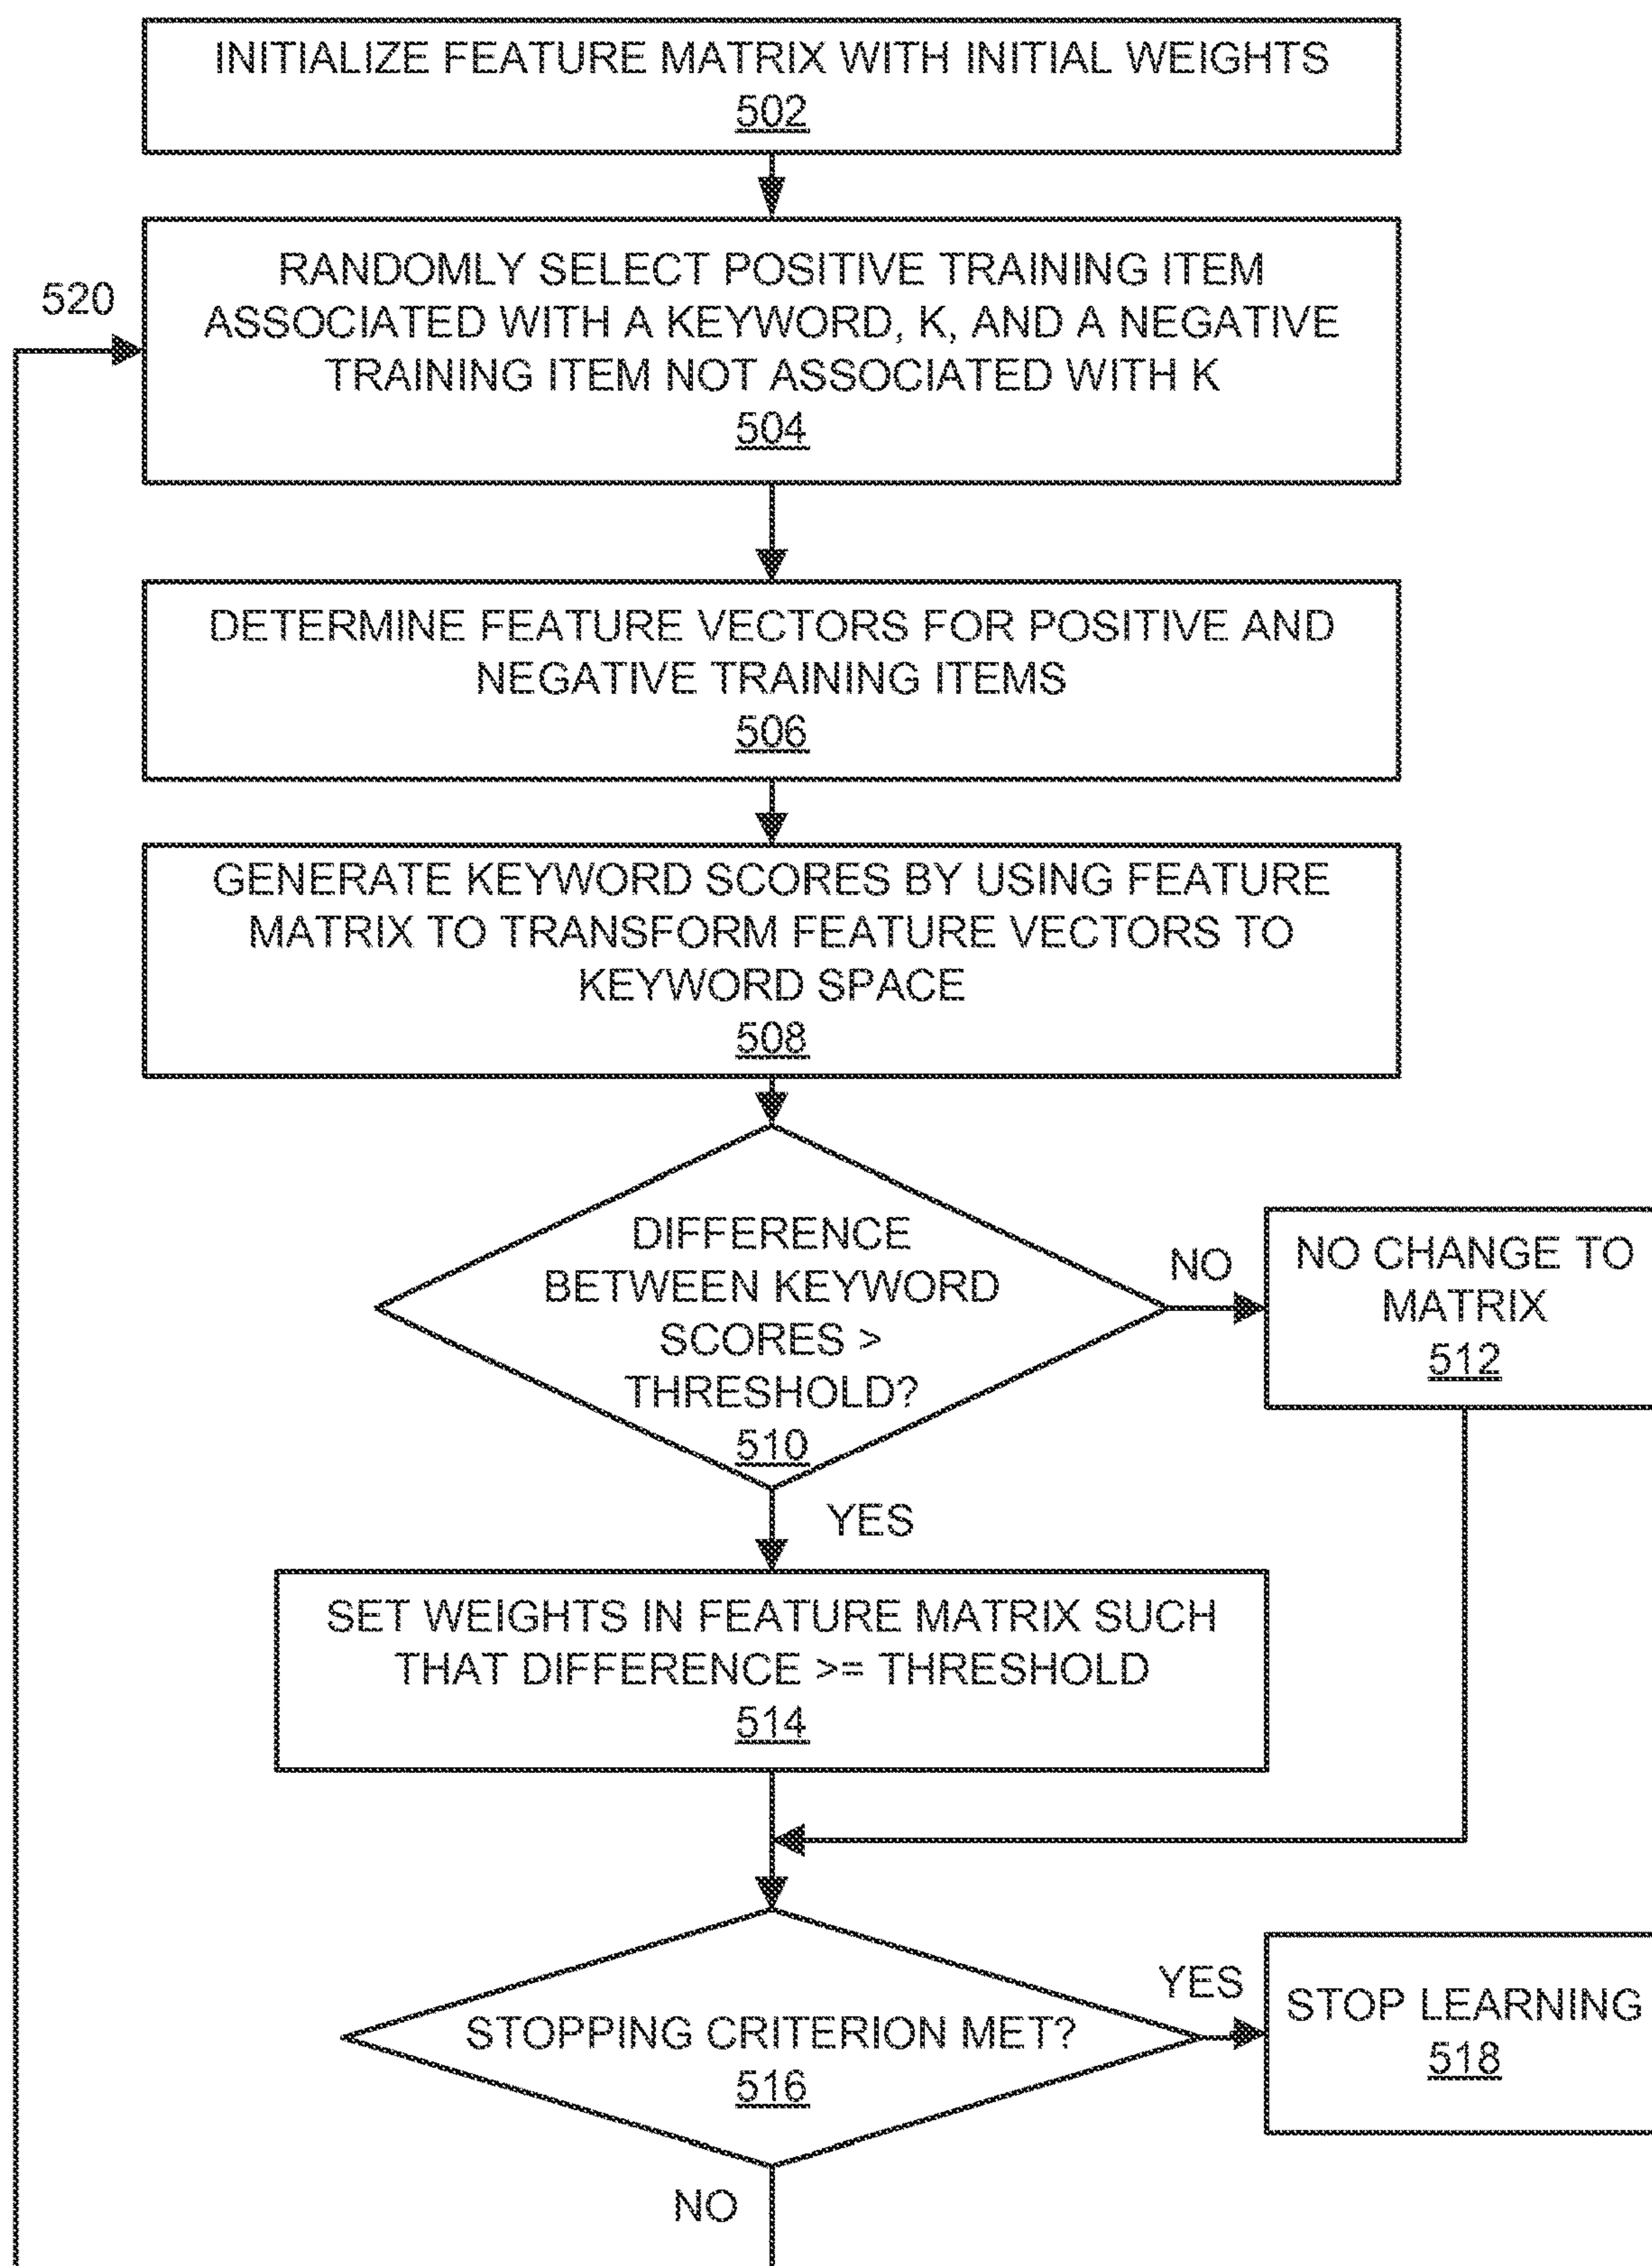 INITIALIZE FEATURE MATRIX WITH INITIAL WEIGHTS
502
520
RANDOMLY SELECT POSITIVE TRAINING ITEM
ASSOCIATED WITH A KEYWORD, K, AND A NEGATIVE
TRAINING ITEM NOT ASSOCIATED WITH K
504
DETERMINE FEATURE VECTORS FOR POSITIVE AND
NEGATIVE TRAINING ITEMS
506
GENERATE KEYWORD SCORES BY USING FEATURE
MATRIX TO TRANSFORM FEATURE VECTORS TO
KEYWORD SPACE
508
DIFFERENCE
BETWEEN KEYWORD
SCORES >
THRESHOLD?
510
NO
NO CHANGE TO
MATRIX
512
YES
SET WEIGHTS IN FEATURE MATRIX SUCH
THAT DIFFERENCE >= THRESHOLD
514
STOPPING CRITERION MET?
516
YES
STOP LEARNING
518
NO